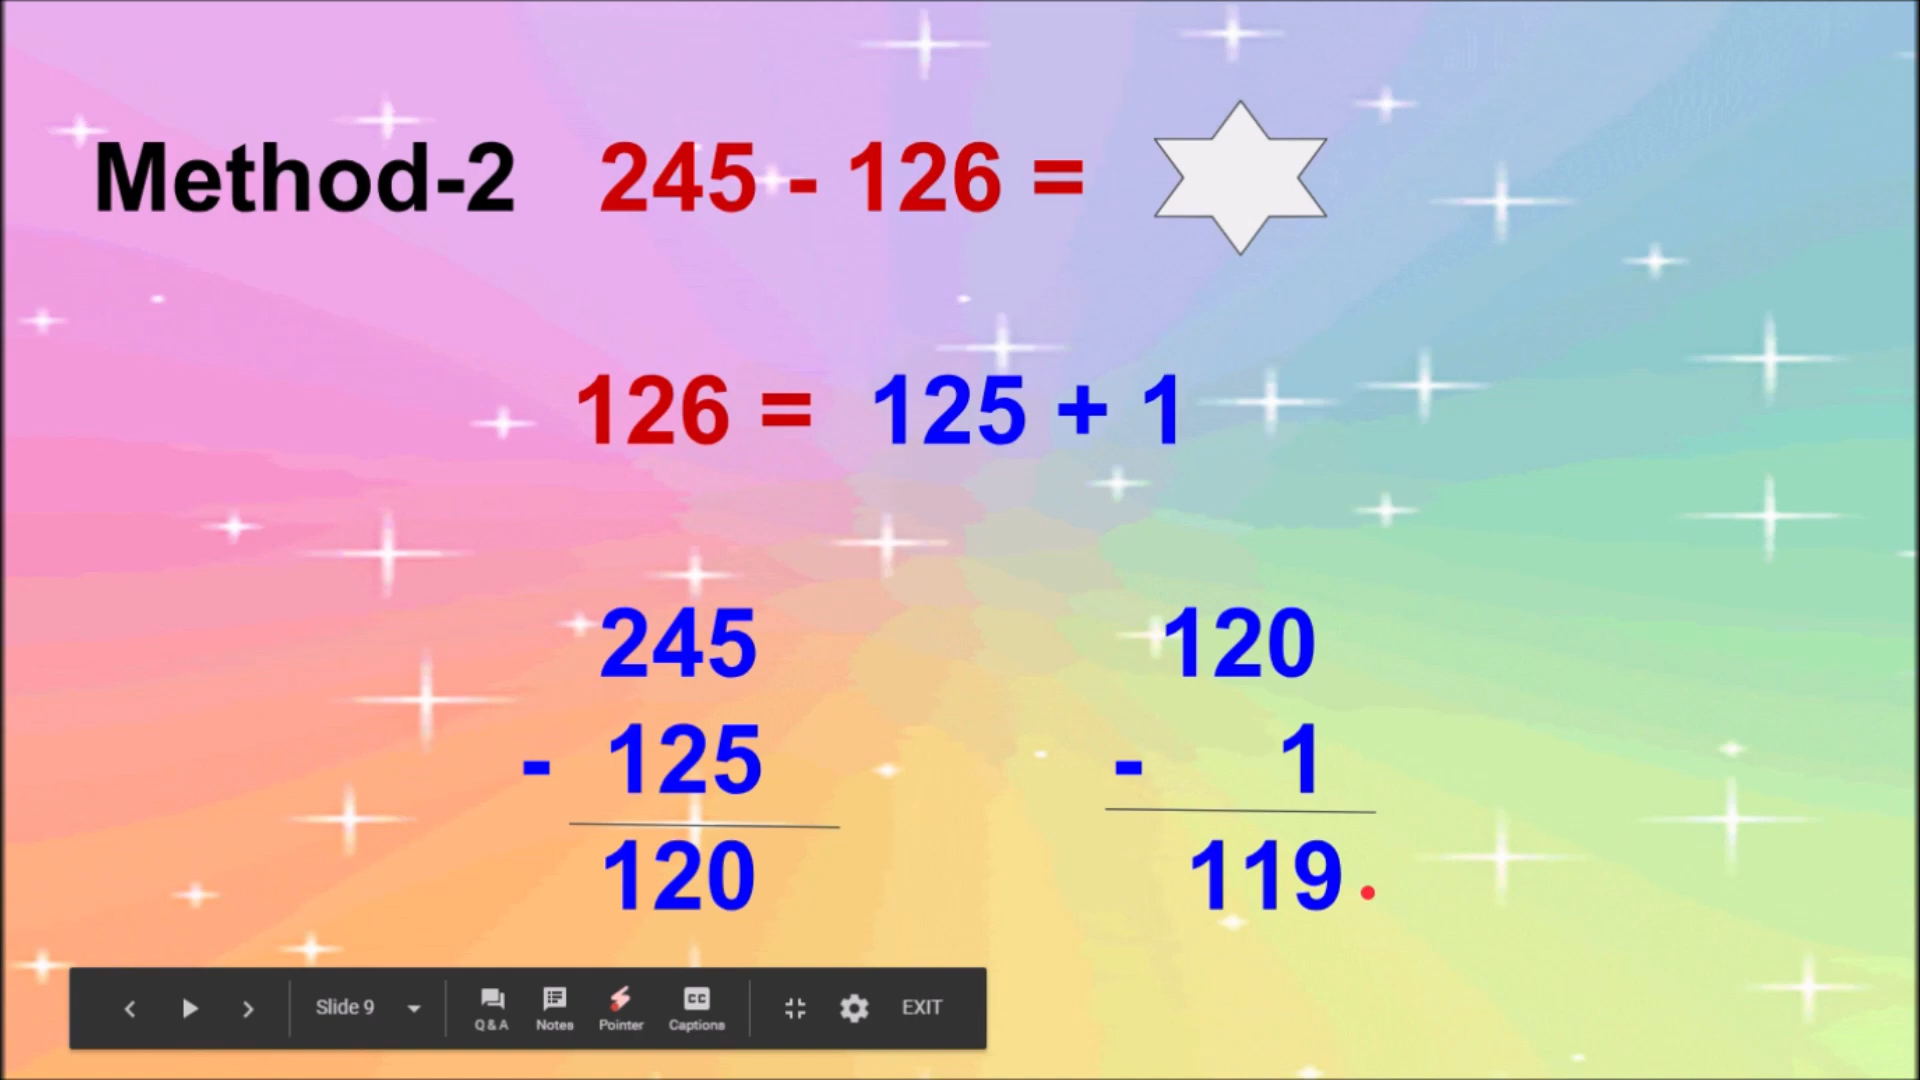 Method-2 245 - 126 =
126 = 125 + 1
245
- 125
120
120
- 1
119
Slide 9 Q & A Notes Pointer CC Captions EXIT